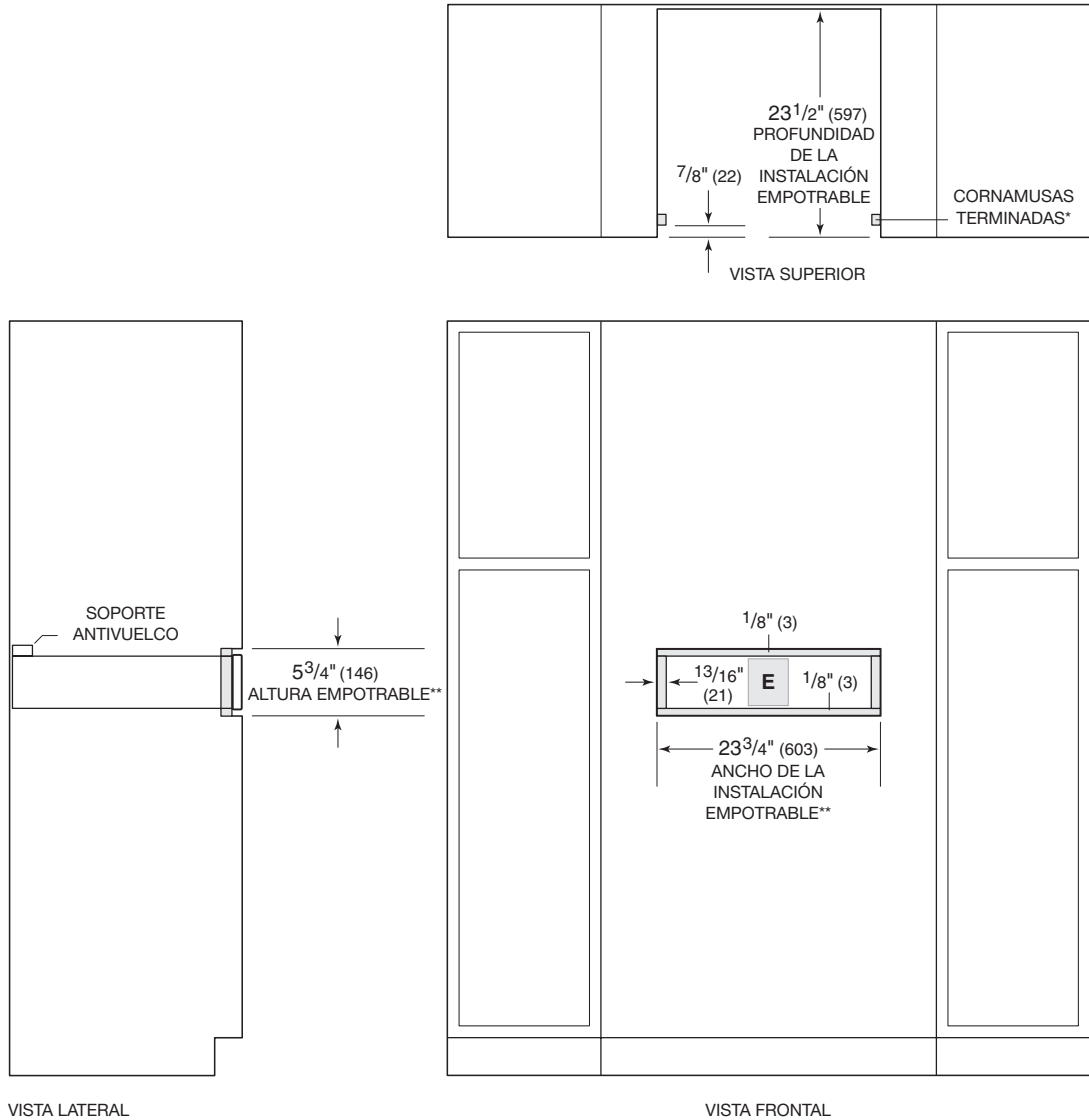 23 1/2" (597)
PROFUNDIDAD
DE LA
INSTALACIÓN
EMPOTRABLE
7/8" (22)
CORNAMUSAS
TERMINADAS*
VISTA SUPERIOR
SOPORTE
ANTIVUELCO
5 3/4" (146)
ALTURA EMPOTRABLE**
1/8" (3)
13/16"
(21)
E
1/8" (3)
23 3/4" (603)
ANCHO DE LA
INSTALACIÓN
EMPOTRABLE**
VISTA LATERAL
VISTA FRONTAL